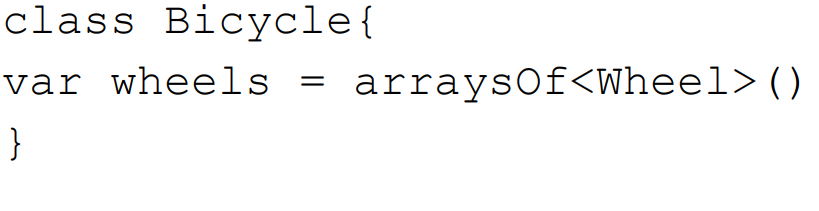 class Bicycle{
var wheels = arraysOf<Wheel>()
}